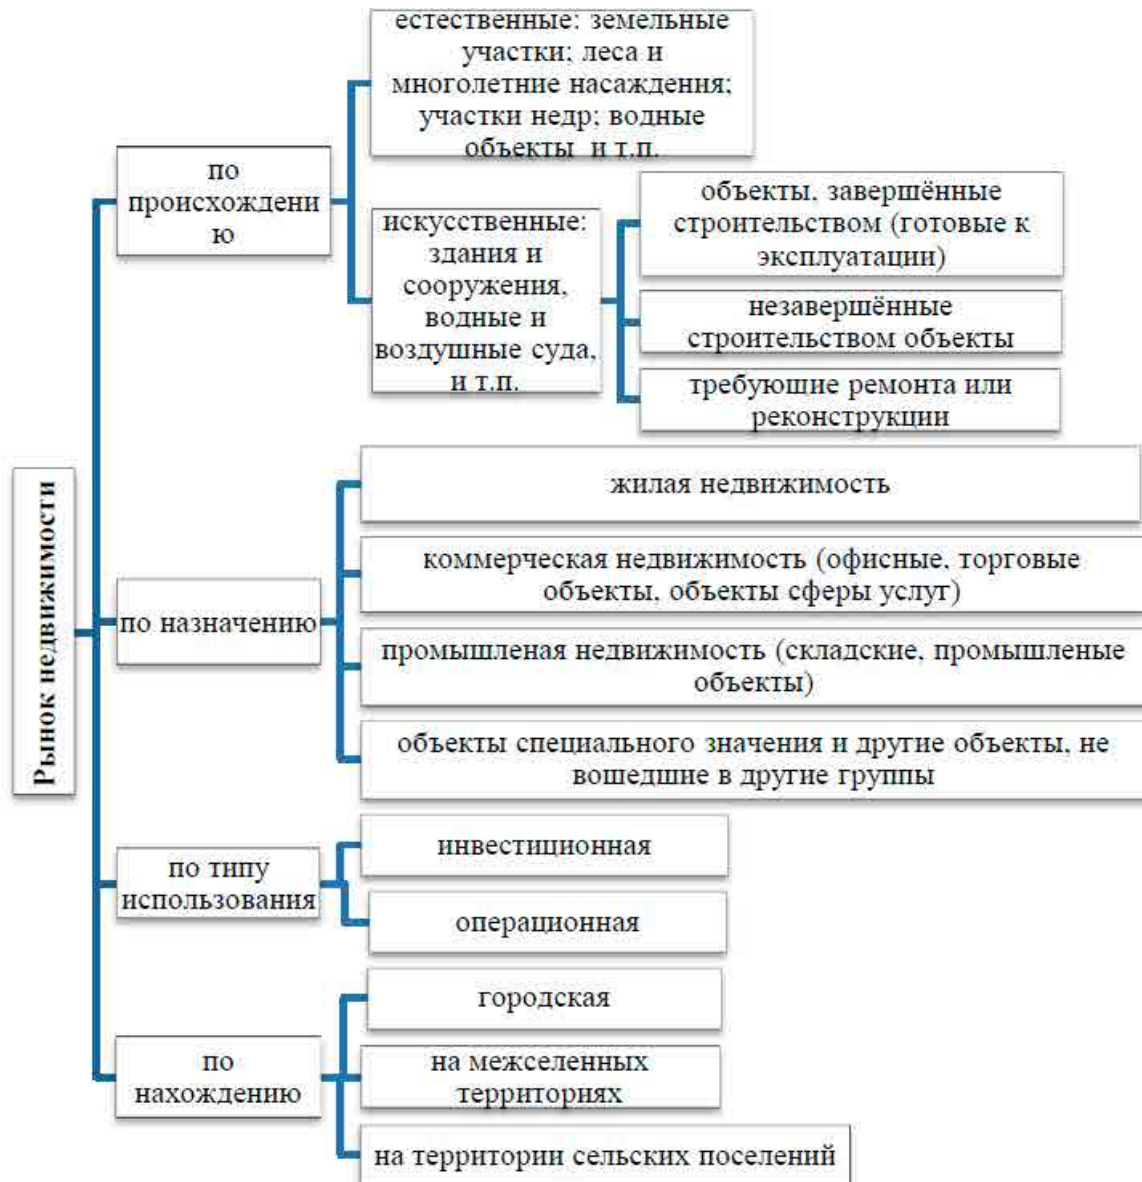 Рынок недвижимости
по
происхождени
ю
естественные: земельные
участки; леса и
многолетние насаждения;
участки недр; водные
объекты и т.п.
искусственные:
здания и
сооружения,
водные и
воздушные суда,
и т.п.
объекты, завершённые
строительством (готовые к
эксплуатации)
незавершённые
строительством объекты
требующие ремонта или
реконструкции
по назначению
жилая недвижимость
коммерческая недвижимость (офисные, торговые
объекты, объекты сферы услуг)
промышленая недвижимость (складские, промышленые
объекты)
объекты специального значения и другие объекты, не
вошедшие в другие группы
по типу
использования
инвестиционная
операционная
по
нахождению
городская
на межселенных
территориях
на территории сельских поселений